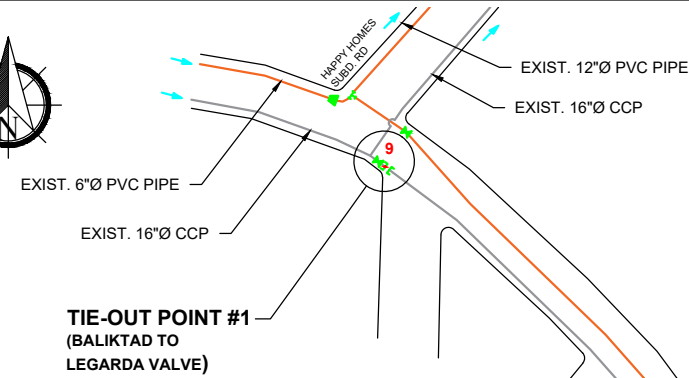 HAPPY HOMES
SUBD. RD
EXIST. 12"Ø PVC PIPE
EXIST. 16"Ø CCP
9
EXIST. 6"Ø PVC PIPE
EXIST. 16"Ø CCP
N
TIE-OUT POINT #1
(BALIKTAD TO
LEGARDA VALVE)